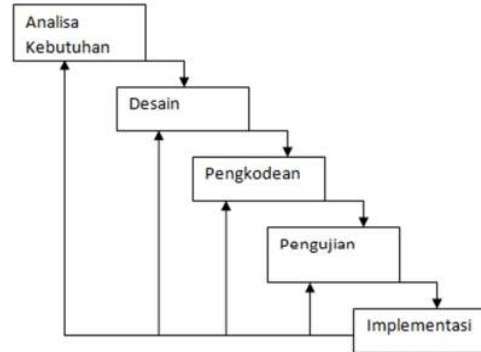 Analisa
Kebutuhan
Desain
Pengkodean
Pengujian
Implementasi